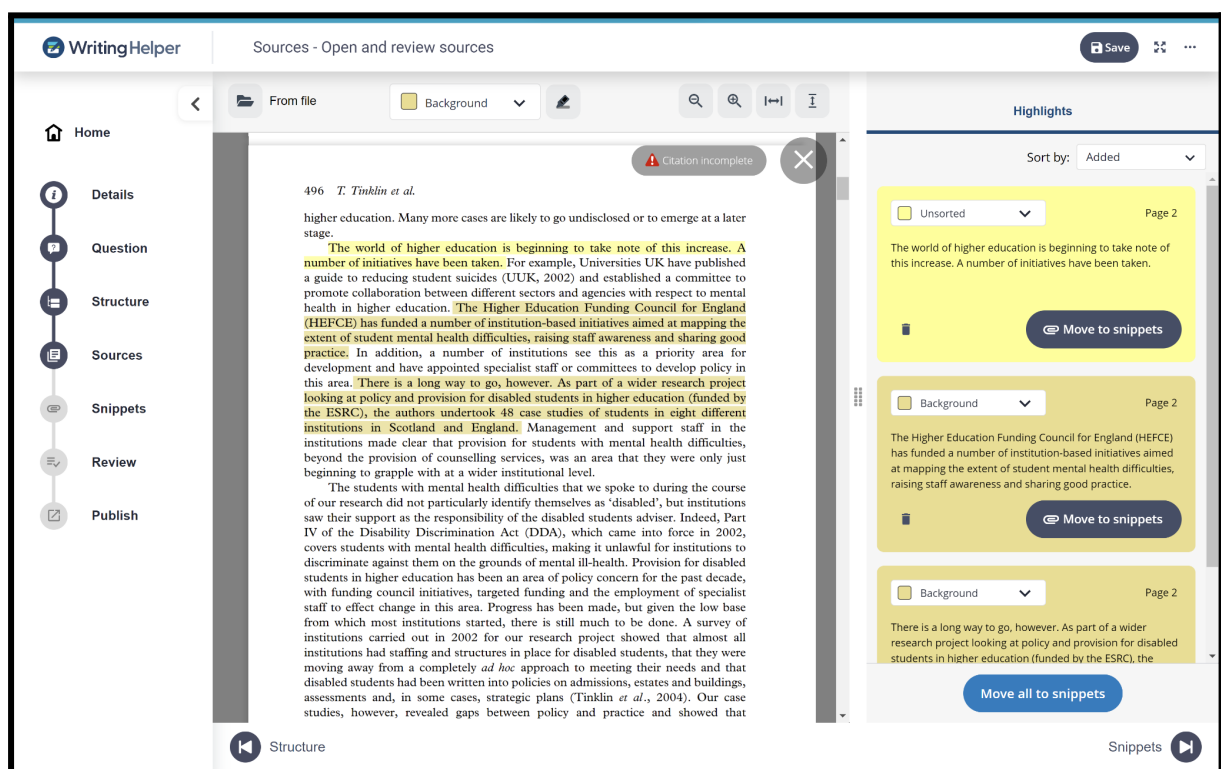 WritingHelper
Sources - Open and review sources
Save
Home
Details
Question
Structure
Sources
Snippets
Review
Publish
From file
Background
Citation incomplete
496 T. Tinklin et al.
higher education. Many more cases are likely to go undisclosed or to emerge at a later
stage.
The world of higher education is beginning to take note of this increase. A
number of initiatives have been taken. For example, Universities UK have published
a guide to reducing student suicides (UUK, 2002) and established a committee to
promote collaboration between different sectors and agencies with respect to mental
health in higher education. The Higher Education Funding Council for England
(HEFCE) has funded a number of institution-based initiatives aimed at mapping the
extent of student mental health difficulties, raising staff awareness and sharing good
practice. In addition, a number of institutions see this as a priority area for
development and have appointed specialist staff or committees to develop policy in
this area. There is a long way to go, however. As part of a wider research project
looking at policy and provision for disabled students in higher education (funded by
the ESRC), the authors undertook 48 case studies of students in eight different
institutions in Scotland and England. Management and support staff in the
institutions made clear that provision for students with mental health difficulties,
beyond the provision of counselling services, was an area that they were only just
beginning to grapple with at a wider institutional level.
The students with mental health difficulties that we spoke to during the course
of our research did not particularly identify themselves as ‘disabled’, but institutions
saw their support as the responsibility of the disabled students adviser. Indeed, Part
IV of the Disability Discrimination Act (DDA), which came into force in 2002,
covers students with mental health difficulties, making it unlawful for institutions to
discriminate against them on the grounds of mental ill-health. Provision for disabled
students in higher education has been an area of policy concern for the past decade,
with funding council initiatives, targeted funding and the employment of specialist
staff to effect change in this area. Progress has been made, but given the low base
from which most institutions started, there is still much to be done. A survey of
institutions carried out in 2002 for our research project showed that almost all
institutions had staffing and structures in place for disabled students, that they were
moving away from a completely ad hoc approach to meeting their needs and that
disabled students had been written into policies on admissions, estates and buildings,
assessments and, in some cases, strategic plans (Tinklin et al., 2004). Our case
studies, however, revealed gaps between policy and practice and showed that
Highlights
Sort by: Added
Unsorted
Page 2
The world of higher education is beginning to take note of
this increase. A number of initiatives have been taken.
Move to snippets
Background
Page 2
The Higher Education Funding Council for England (HEFCE)
has funded a number of institution-based initiatives aimed
at mapping the extent of student mental health difficulties,
raising staff awareness and sharing good practice.
Move to snippets
Background
Page 2
There is a long way to go, however. As part of a wider
research project looking at policy and provision for disabled
students in higher education (funded by the ESRC), the
Move all to snippets
Structure
Snippets